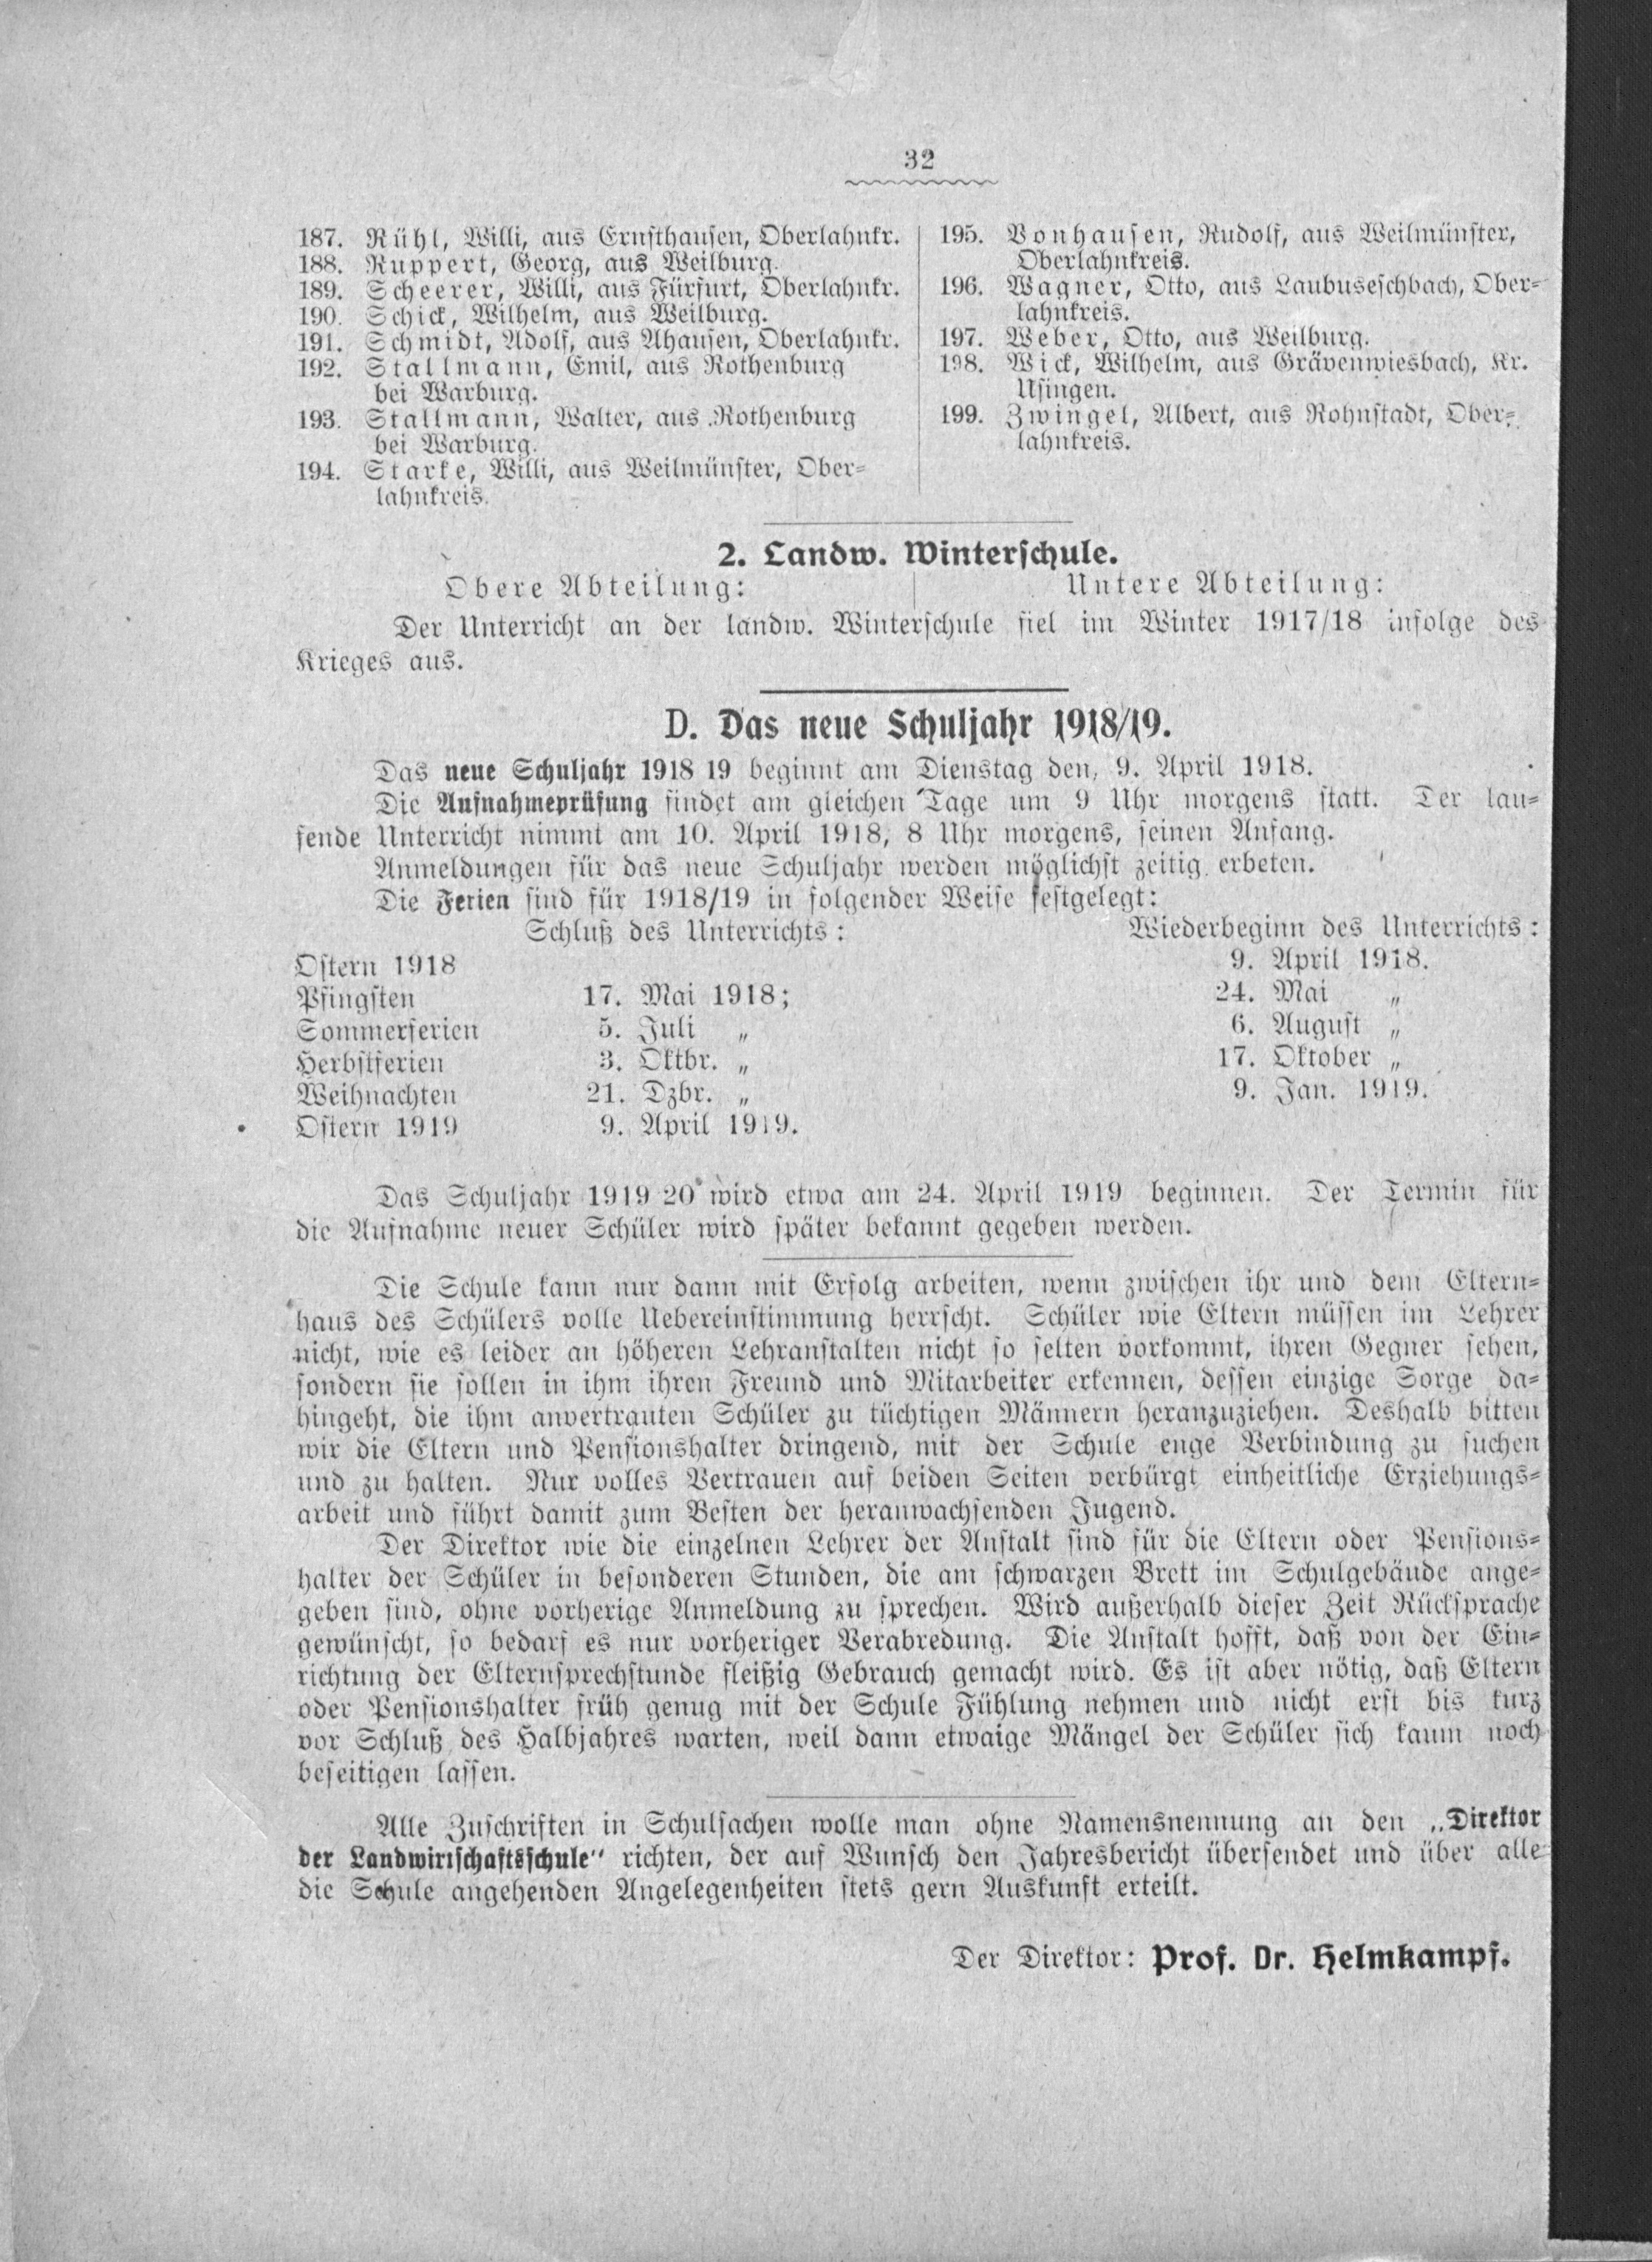 32
187. Rühl, Willi, aus Ernsthausen, Oberlahnkr.
188. Ruppert, Georg, aus Weilburg.
189. Scheerer, Willi, aus Fürfurt, Oberlahnkr.
190. Schick, Wilhelm, aus Weilburg.
191. Schmidt, Adolf, aus Ahausen, Oberlahnkr.
192. Stallmann, Emil, aus Rothenburg
bei Warburg.
193. Stallmann, Walter, aus Rothenburg
bei Warburg.
194. Starke, Willi, aus Weilmünster, Ober-
lahnkreis.
195. Vonhausen, Rudolf, aus Weilmünster,
Oberlahnkreis.
196. Wagner, Otto, aus Laubuseschbach, Ober-
lahnkreis.
197. Weber, Otto, aus Weilburg.
198. Wick, Wilhelm, aus Grävenwiesbach, Kr.
Usingen.
199. Zwingel, Albert, aus Rohnstadt, Ober-
lahnkreis.
2. Landw. Winterschule.
Obere Abteilung: Untere Abteilung:
Der Unterricht an der landw. Winterschule fiel im Winter 1917/18 infolge des
Krieges aus.
D. Das neue Schuljahr 1918/19.
Das neue Schuljahr 1918 19 beginnt am Dienstag den, 9. April 1918.
Die Aufnahmeprüfung findet am gleichen Tage um 9 Uhr morgens statt. Der lau-
fende Unterricht nimmt am 10. April 1918, 8 Uhr morgens, seinen Anfang.
Anmeldungen für das neue Schuljahr werden möglichst zeitig erbeten.
Die Ferien sind für 1918/19 in folgender Weise festgelegt:
Schluß des Unterrichts: Wiederbeginn des Unterrichts:
Ostern 1918 9. April 1918.
Pfingsten 17. Mai 1918; 24. Mai „
Sommerferien 5. Juli „ 6. August „
Herbstferien 3. Oktbr. „ 17. Oktober „
Weihnachten 21. Dzbr. „ 9. Jan. 1919.
Ostern 1919 9. April 1919.
Das Schuljahr 1919 20 wird etwa am 24. April 1919 beginnen. Der Termin für
die Aufnahme neuer Schüler wird später bekannt gegeben werden.
Die Schule kann nur dann mit Erfolg arbeiten, wenn zwischen ihr und dem Eltern-
haus des Schülers volle Uebereinstimmung herrscht. Schüler wie Eltern müssen im Lehrer
nicht, wie es leider an höheren Lehranstalten nicht so selten vorkommt, ihren Gegner sehen,
sondern sie sollen in ihm ihren Freund und Mitarbeiter erkennen, dessen einzige Sorge da-
hingeht, die ihm anvertrauten Schüler zu tüchtigen Männern heranzuziehen. Deshalb bitten
wir die Eltern und Pensionshalter dringend, mit der Schule enge Verbindung zu suchen
und zu halten. Nur volles Vertrauen auf beiden Seiten verbürgt einheitliche Erziehungs-
arbeit und führt damit zum Besten der heranwachsenden Jugend.
Der Direktor wie die einzelnen Lehrer der Anstalt sind für die Eltern oder Pensions-
halter der Schüler in besonderen Stunden, die am schwarzen Brett im Schulgebäude ange-
geben sind, ohne vorherige Anmeldung zu sprechen. Wird außerhalb dieser Zeit Rücksprache
gewünscht, so bedarf es nur vorheriger Verabredung. Die Anstalt hofft, daß von der Ein-
richtung der Elternsprechstunde fleißig Gebrauch gemacht wird. Es ist aber nötig, daß Eltern
oder Pensionshalter früh genug mit der Schule Fühlung nehmen und nicht erst bis kurz
vor Schluß des Halbjahres warten, weil dann etwaige Mängel der Schüler sich kaum noch
beseitigen lassen.
Alle Zuschriften in Schulsachen wolle man ohne Namensnennung an den „Direktor
der Landwirtschaftsschule“ richten, der auf Wunsch den Jahresbericht übersendet und über alle
die Schule angehenden Angelegenheiten stets gern Auskunft erteilt.
Der Direktor: Prof. Dr. Helmkampf.